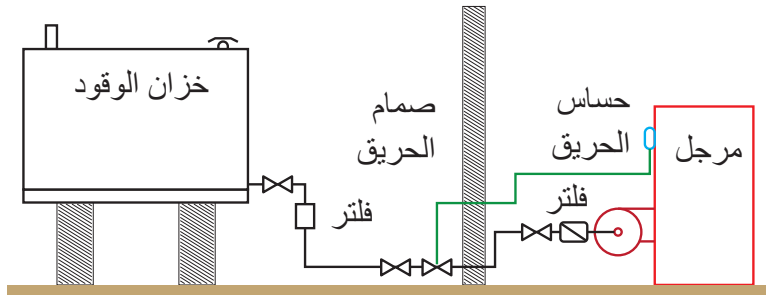 خزان الوقود
صمام
الحريق
حساس
الحريق
مرجل
فلتر
فلتر